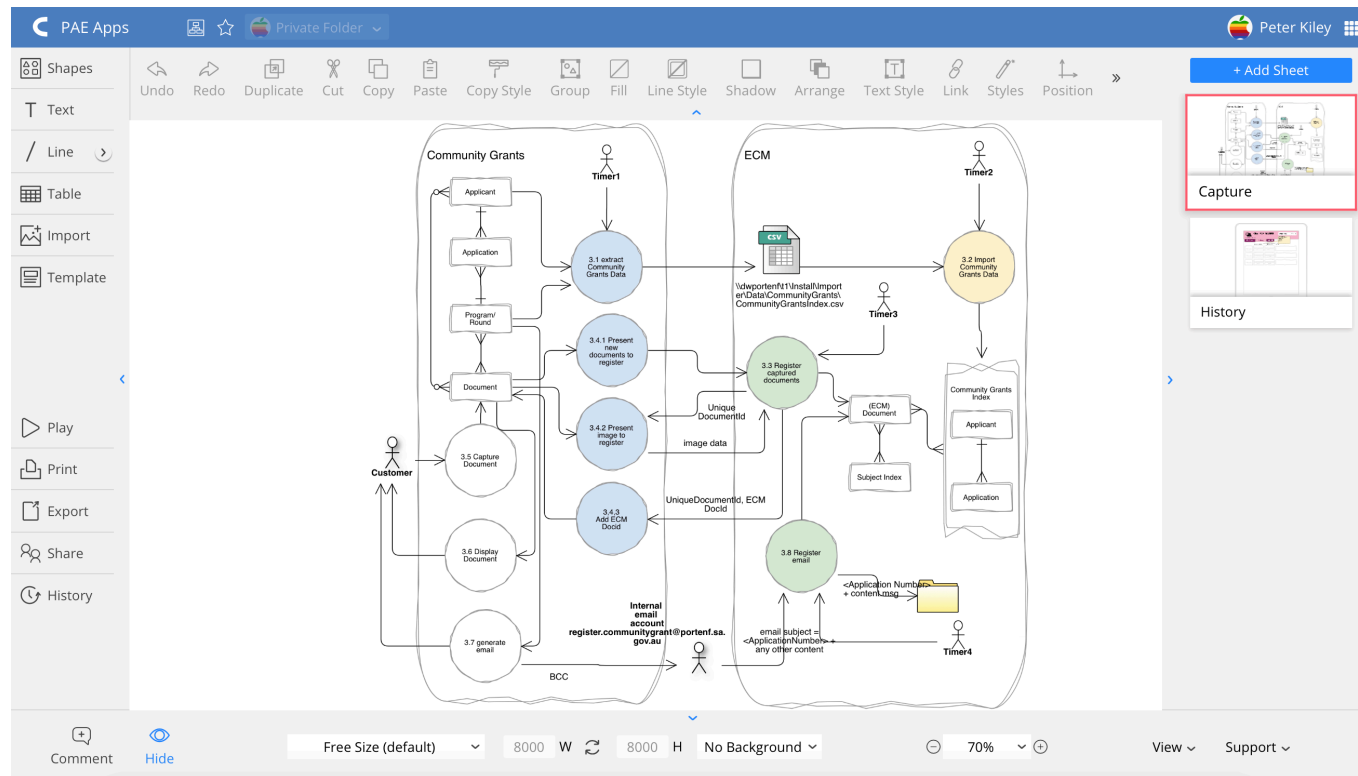 PAE Apps
Private Folder
Peter Kiley
Shapes
Text
Line
Table
Import
Template
Play
Print
Export
Share
History
Undo
Redo
Duplicate
Cut
Copy
Paste
Copy Style
Group
Fill
Line Style
Shadow
Arrange
Text Style
Link
Styles
Position
+ Add Sheet
Capture
History
Community Grants
Timer1
ECM
Timer2
Applicant
Application
3.1 extract
Community
Grants Data
CSV
3.2 Import
Community
Grants Data
\\dwportenf\t1\Install\Import
er\Data\CommunityGrants\
CommunityGrantsIndex.csv
Timer3
Program/
Round
3.4.1 Present
new
documents to
register
3.3 Register
captured
documents
Document
Community Grants
Index
Unique
DocumentId
(ECM)
Document
Applicant
3.4.2 Present
image to
register
image data
Customer
3.5 Capture
Document
Subject Index
Application
UniqueDocumentId, ECM
DocId
3.4.3
Add ECM
Docid
3.6 Display
Document
3.8 Register
email
<Application Number>
+ content.msg
Internal
email
account
register.communitygrant@portenf.sa.
gov.au
3.7 generate
email
email subject =
<ApplicationNumber> +
any other content
Timer4
BCC
Comment
Hide
Free Size (default)
8000 W
8000 H
No Background
70%
View
Support